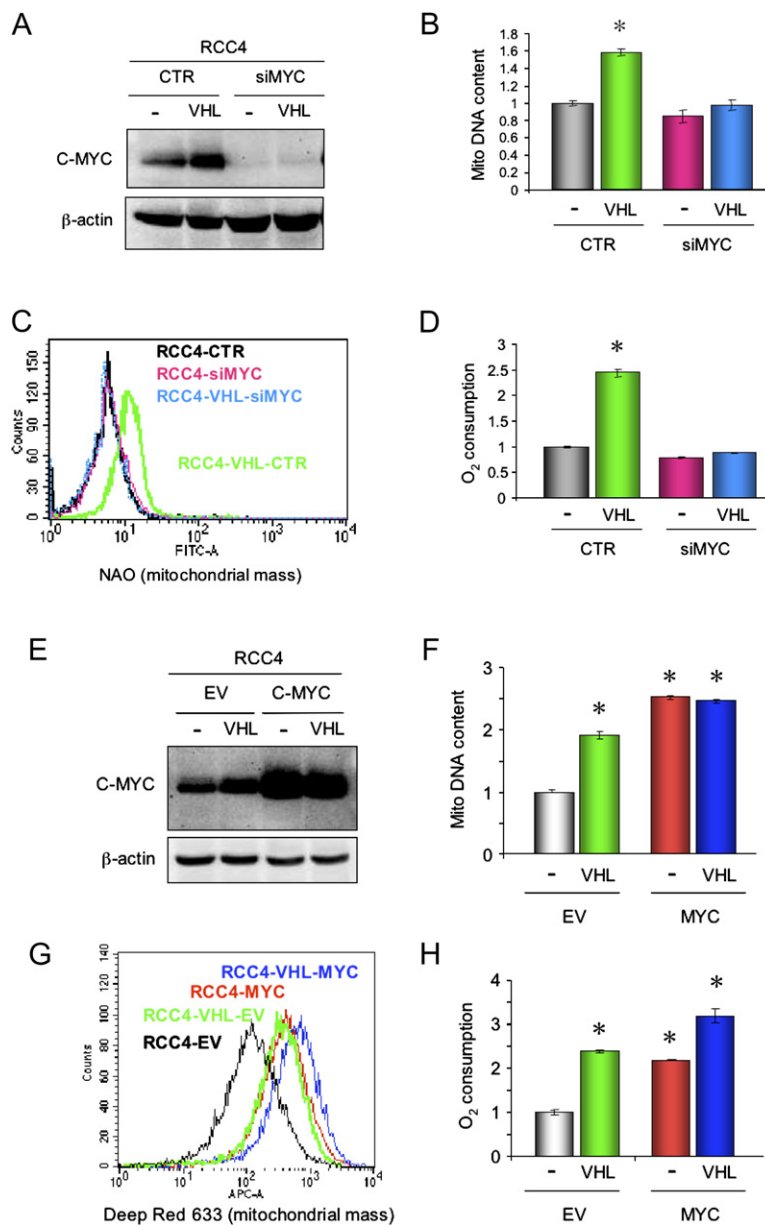 A
RCC4
CTR siMYC
- VHL - VHL
C-MYC
β-actin
B
Mito DNA content
1.8
1.6
1.4
1.2
1
0.8
0.6
0.4
0.2
0
*
- VHL - VHL
CTR siMYC
C
Counts
150
120
90
60
30
0
RCC4-CTR
RCC4-siMYC
RCC4-VHL-siMYC
RCC4-VHL-CTR
10^0 10^1 10^2 10^3 10^4
FITC-A
NAO (mitochondrial mass)
D
O2 consumption
3
2.5
2
1.5
1
0.5
0
*
- VHL - VHL
CTR siMYC
E
RCC4
EV C-MYC
- VHL - VHL
C-MYC
β-actin
F
Mito DNA content
3
2
1
0
* * *
- VHL - VHL
EV MYC
G
Counts
140
120
100
80
60
40
20
0
RCC4-VHL-MYC
RCC4-MYC
RCC4-VHL-EV
RCC4-EV
10^0 10^1 10^2 10^3 10^4
APC-A
Deep Red 633 (mitochondrial mass)
H
O2 consumption
4
3
2
1
0
* * *
- VHL - VHL
EV MYC